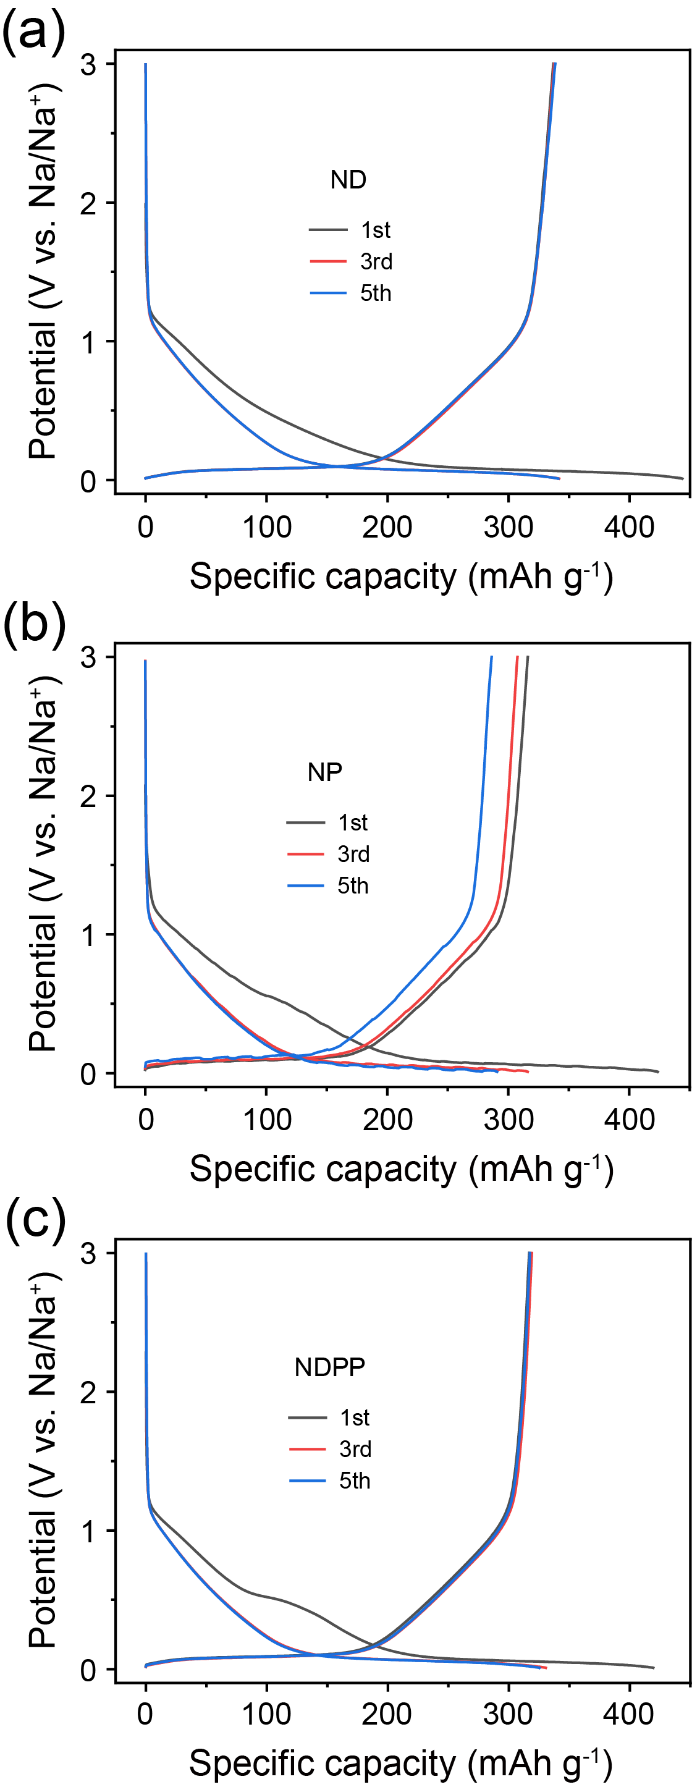 (a)
Potential (V vs. Na/Na⁺)
3
2
1
0
ND
1st
3rd
5th
0 100 200 300 400
Specific capacity (mAh g⁻¹)
(b)
Potential (V vs. Na/Na⁺)
3
2
1
0
NP
1st
3rd
5th
0 100 200 300 400
Specific capacity (mAh g⁻¹)
(c)
Potential (V vs. Na/Na⁺)
3
2
1
0
NDPP
1st
3rd
5th
0 100 200 300 400
Specific capacity (mAh g⁻¹)